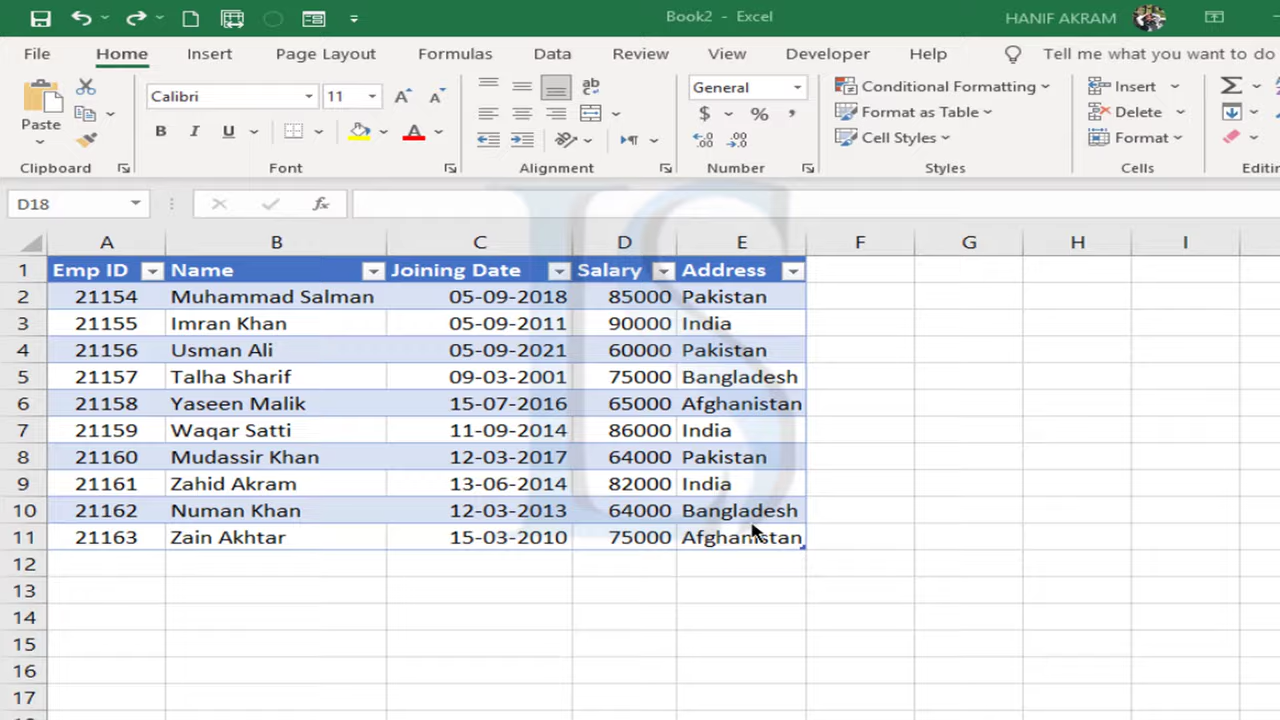 Book2 - Excel HANIF AKRAM
File Home Insert Page Layout Formulas Data Review View Developer Help Tell me what you want to do
Calibri 11 ab General Conditional Formatting Insert Σ
Paste B I U A $ % , Format as Table Delete
Cell Styles Format
Clipboard Font Alignment Number Styles Cells Editing
D18 fx
A B C D E F G H I
1 Emp ID Name Joining Date Salary Address
2 21154 Muhammad Salman 05-09-2018 85000 Pakistan
3 21155 Imran Khan 05-09-2011 90000 India
4 21156 Usman Ali 05-09-2021 60000 Pakistan
5 21157 Talha Sharif 09-03-2001 75000 Bangladesh
6 21158 Yaseen Malik 15-07-2016 65000 Afghanistan
7 21159 Waqar Satti 11-09-2014 86000 India
8 21160 Mudassir Khan 12-03-2017 64000 Pakistan
9 21161 Zahid Akram 13-06-2014 82000 India
10 21162 Numan Khan 12-03-2013 64000 Bangladesh
11 21163 Zain Akhtar 15-03-2010 75000 Afghanistan
12
13
14
15
16
17